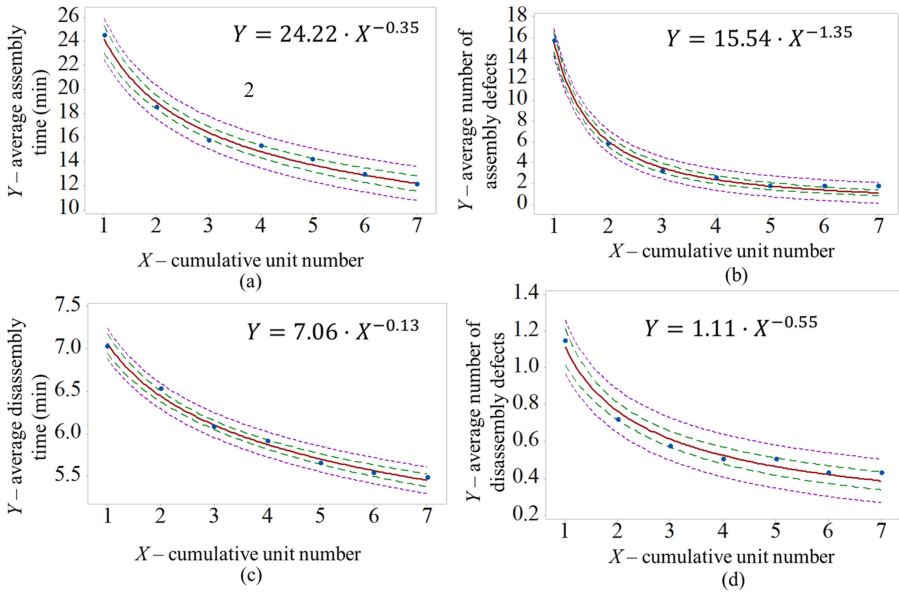 Y = 24.22 · X^{-0.35}
2
Y – average assembly
time (min)
26
24
22
20
18
16
14
12
10
1 2 3 4 5 6 7
X – cumulative unit number
(a)
Y = 15.54 · X^{-1.35}
Y – average number of
assembly defects
18
16
14
12
10
8
6
4
2
0
1 2 3 4 5 6 7
X – cumulative unit number
(b)
Y = 7.06 · X^{-0.13}
Y – average disassembly
time (min)
7.5
7.0
6.5
6.0
5.5
1 2 3 4 5 6 7
X – cumulative unit number
(c)
Y = 1.11 · X^{-0.55}
Y – average number of
disassembly defects
1.4
1.2
1.0
0.8
0.6
0.4
0.2
1 2 3 4 5 6 7
X – cumulative unit number
(d)